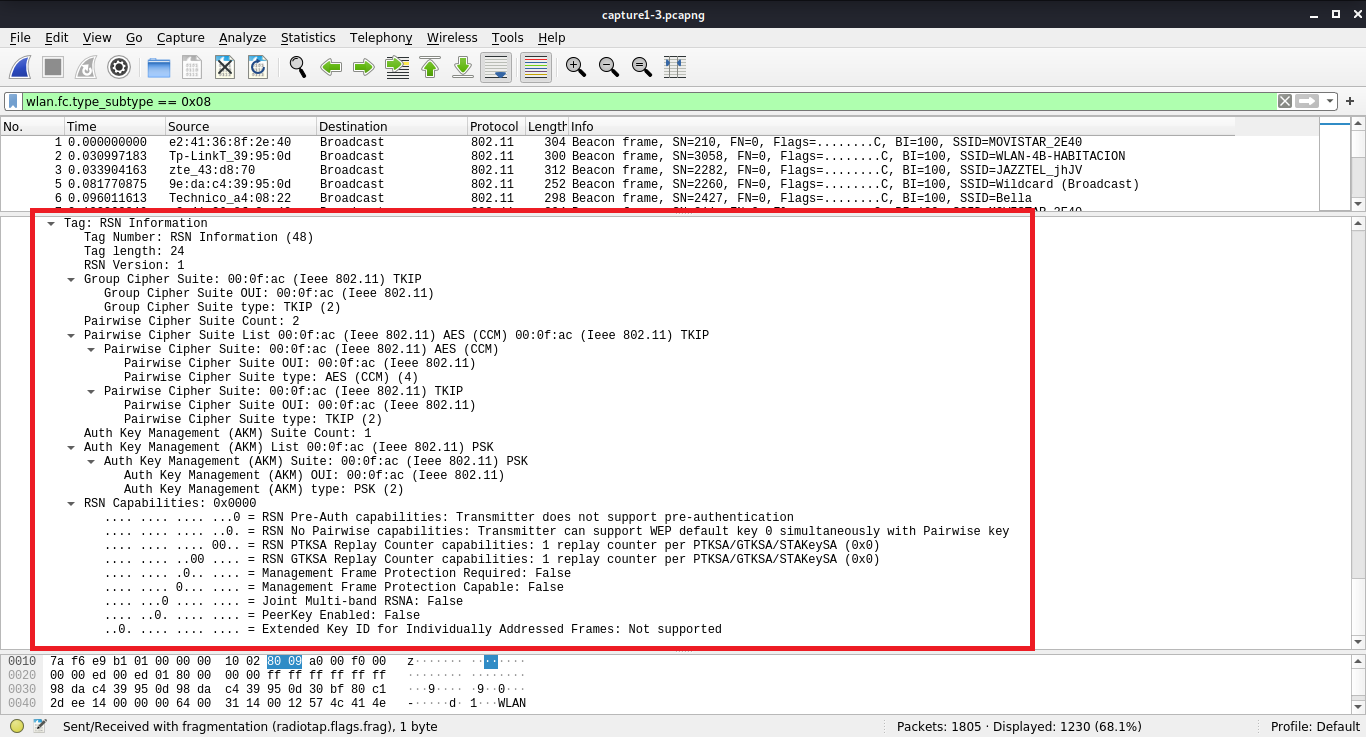 capture1-3.pcapng
File Edit View Go Capture Analyze Statistics Telephony Wireless Tools Help
wlan.fc.type_subtype == 0x08
No. Time Source Destination Protocol Length Info
1 0.000000000 e2:41:36:8f:2e:40 Broadcast 802.11 304 Beacon frame, SN=210, FN=0, Flags=........C, BI=100, SSID=MOVISTAR_2E40
2 0.030997183 Tp-LinkT_39:95:0d Broadcast 802.11 300 Beacon frame, SN=3058, FN=0, Flags=........C, BI=100, SSID=WLAN-4B-HABITACION
3 0.033904163 zte_43:d8:70 Broadcast 802.11 312 Beacon frame, SN=2282, FN=0, Flags=........C, BI=100, SSID=JAZZTEL_jhJV
5 0.081770875 9e:da:c4:39:95:0d Broadcast 802.11 252 Beacon frame, SN=2260, FN=0, Flags=........C, BI=100, SSID=Wildcard (Broadcast)
6 0.096011613 Technico_a4:08:22 Broadcast 802.11 298 Beacon frame, SN=2427, FN=0, Flags=........C, BI=100, SSID=Bella
Tag: RSN Information
Tag Number: RSN Information (48)
Tag length: 24
RSN Version: 1
Group Cipher Suite: 00:0f:ac (Ieee 802.11) TKIP
Group Cipher Suite OUI: 00:0f:ac (Ieee 802.11)
Group Cipher Suite type: TKIP (2)
Pairwise Cipher Suite Count: 2
Pairwise Cipher Suite List 00:0f:ac (Ieee 802.11) AES (CCM) 00:0f:ac (Ieee 802.11) TKIP
Pairwise Cipher Suite: 00:0f:ac (Ieee 802.11) AES (CCM)
Pairwise Cipher Suite OUI: 00:0f:ac (Ieee 802.11)
Pairwise Cipher Suite type: AES (CCM) (4)
Pairwise Cipher Suite: 00:0f:ac (Ieee 802.11) TKIP
Pairwise Cipher Suite OUI: 00:0f:ac (Ieee 802.11)
Pairwise Cipher Suite type: TKIP (2)
Auth Key Management (AKM) Suite Count: 1
Auth Key Management (AKM) List 00:0f:ac (Ieee 802.11) PSK
Auth Key Management (AKM) Suite: 00:0f:ac (Ieee 802.11) PSK
Auth Key Management (AKM) OUI: 00:0f:ac (Ieee 802.11)
Auth Key Management (AKM) type: PSK (2)
RSN Capabilities: 0x0000
.... .... .... ...0 = RSN Pre-Auth capabilities: Transmitter does not support pre-authentication
.... .... .... ..0. = RSN No Pairwise capabilities: Transmitter can support WEP default key 0 simultaneously with Pairwise key
.... .... .... 00.. = RSN PTKSA Replay Counter capabilities: 1 replay counter per PTKSA/GTKSA/STAKeySA (0x0)
.... .... ..00 .... = RSN GTKSA Replay Counter capabilities: 1 replay counter per PTKSA/GTKSA/STAKeySA (0x0)
.... .... .0.. .... = Management Frame Protection Required: False
.... .... 0... .... = Management Frame Protection Capable: False
.... ...0 .... .... = Joint Multi-band RSNA: False
.... ..0. .... .... = PeerKey Enabled: False
..0. .... .... .... = Extended Key ID for Individually Addressed Frames: Not supported
0010 7a f6 e9 b1 01 00 00 00 10 02 80 09 a0 00 f0 00 z······· ········
0020 00 00 ed 00 ed 01 80 00 00 00 ff ff ff ff ff ff ········ ········
0030 98 da c4 39 95 0d 98 da c4 39 95 0d 30 bf 80 c1 ···9···· ·9··0···
0040 2d ee 14 00 00 00 64 00 31 14 00 12 57 4c 41 4e -·····d· 1···WLAN
Sent/Received with fragmentation (radiotap.flags.frag), 1 byte Packets: 1805 · Displayed: 1230 (68.1%) Profile: Default